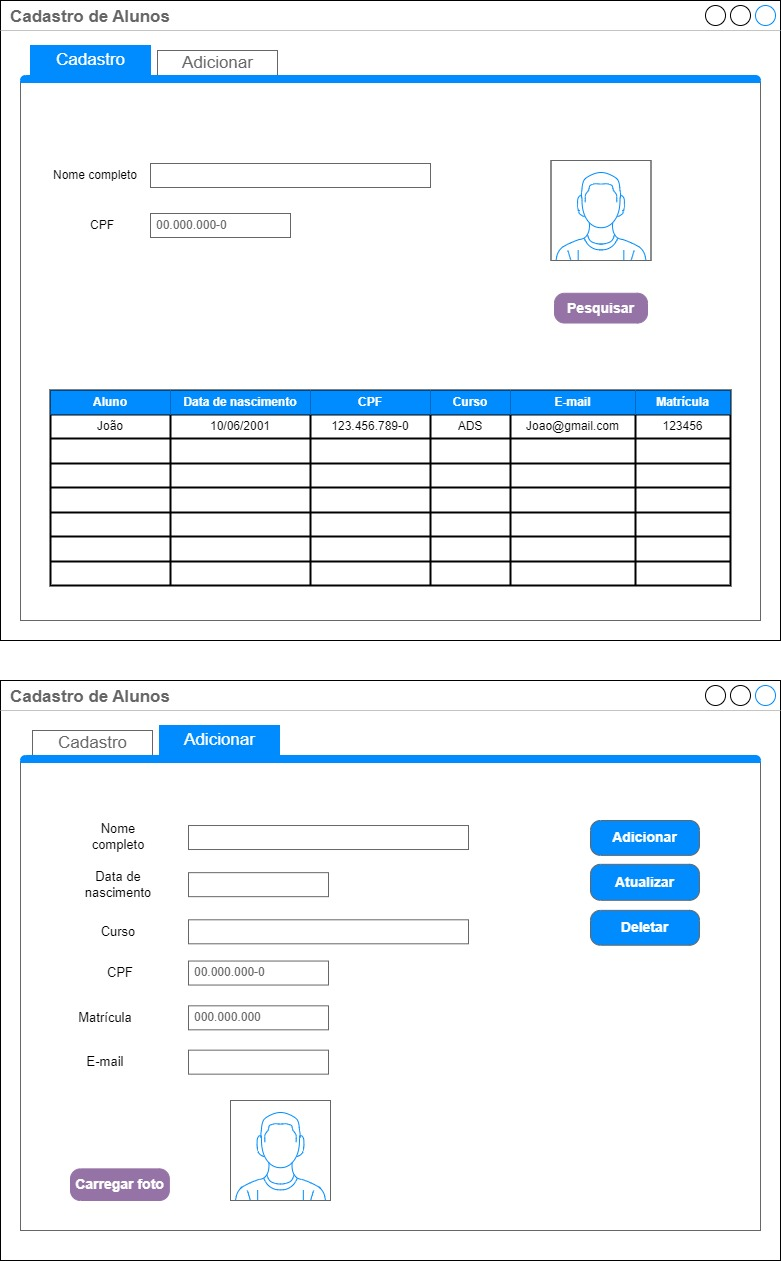 Cadastro de Alunos
Cadastro
Adicionar
Nome completo
CPF
00.000.000-0
Pesquisar
Aluno Data de nascimento CPF Curso E-mail Matrícula
João 10/06/2001 123.456.789-0 ADS Joao@gmail.com 123456
Cadastro de Alunos
Cadastro
Adicionar
Nome
completo
Adicionar
Data de
nascimento
Atualizar
Curso
Deletar
CPF
00.000.000-0
Matrícula
000.000.000
E-mail
Carregar foto